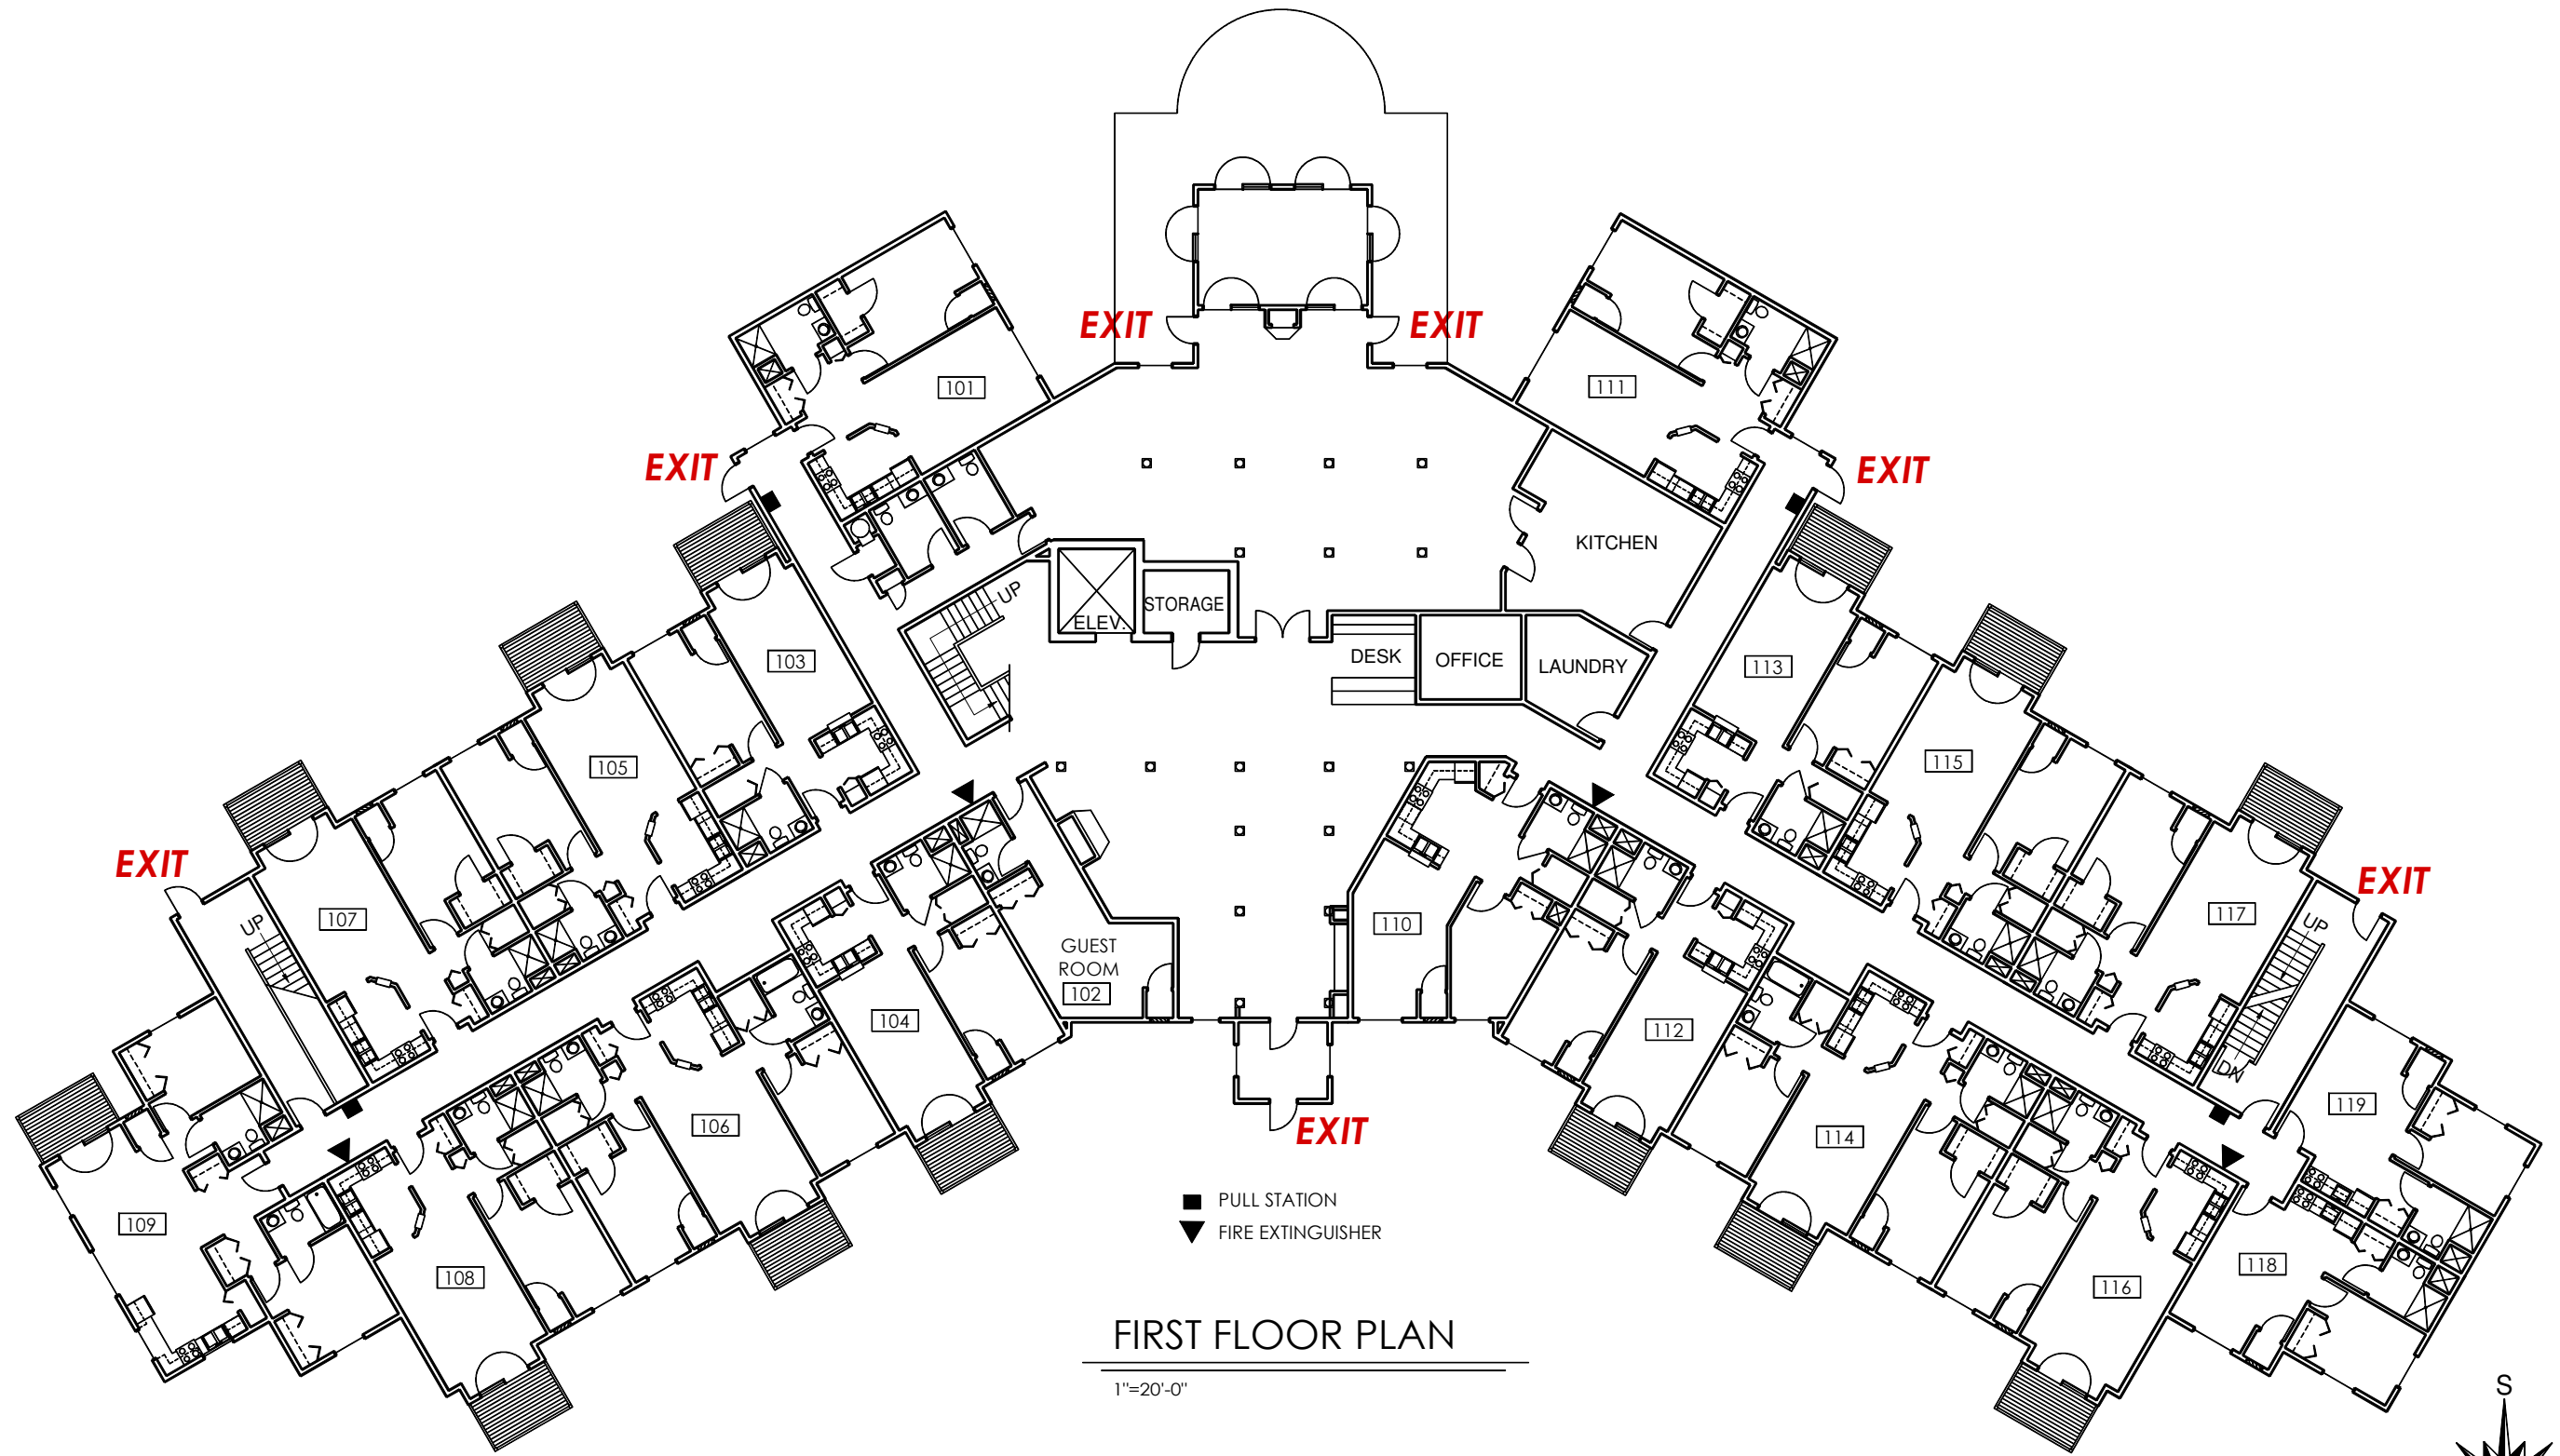 EXIT
EXIT
101
111
EXIT
EXIT
KITCHEN
UP
STORAGE
ELEV.
DESK
OFFICE
LAUNDRY
103
113
105
115
EXIT
EXIT
107
UP
110
117
UP
GUEST
ROOM
102
104
112
DN
106
114
119
EXIT
109
108
118
116
PULL STATION
FIRE EXTINGUISHER
FIRST FLOOR PLAN
1"=20'-0"
S